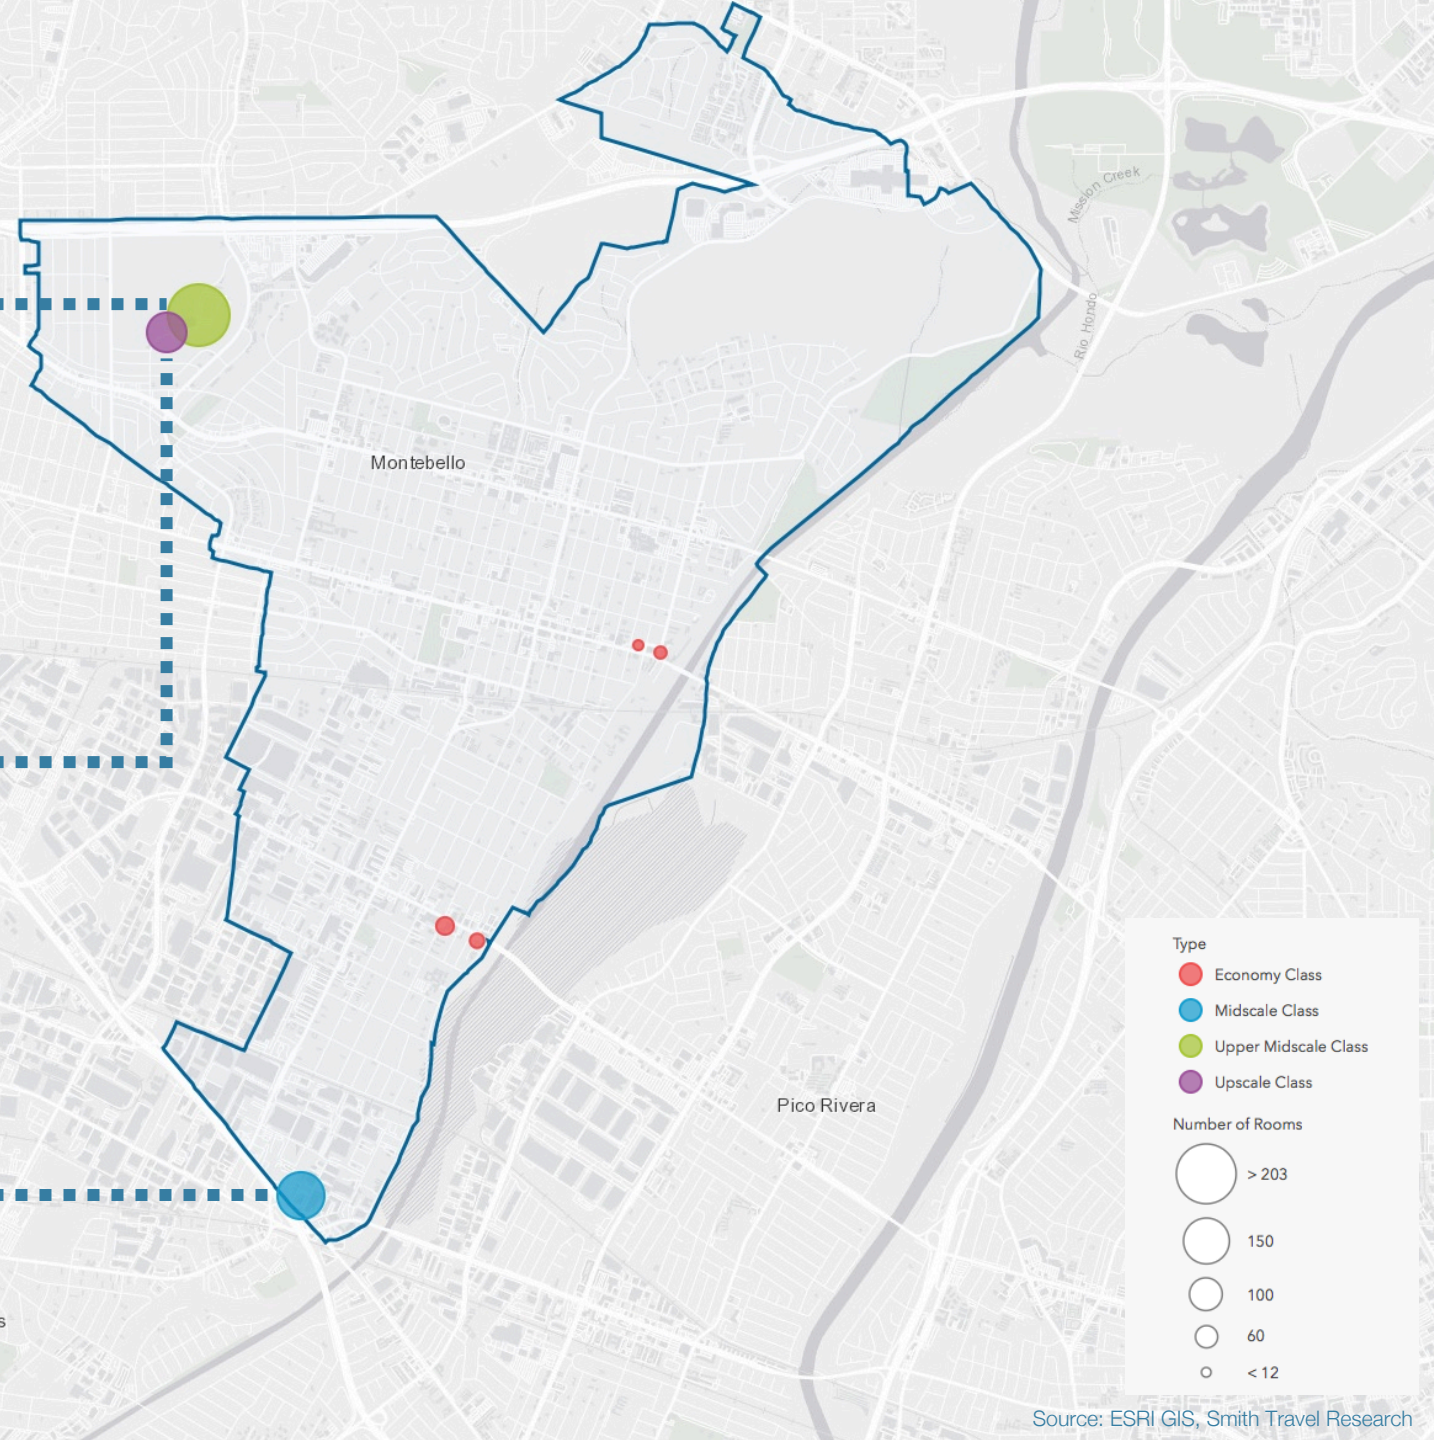 Mission Creek
Rio Hondo
Montebello
Pico Rivera
s
Type
Economy Class
Midscale Class
Upper Midscale Class
Upscale Class
Number of Rooms
> 203
150
100
60
< 12
Source: ESRI GIS, Smith Travel Research